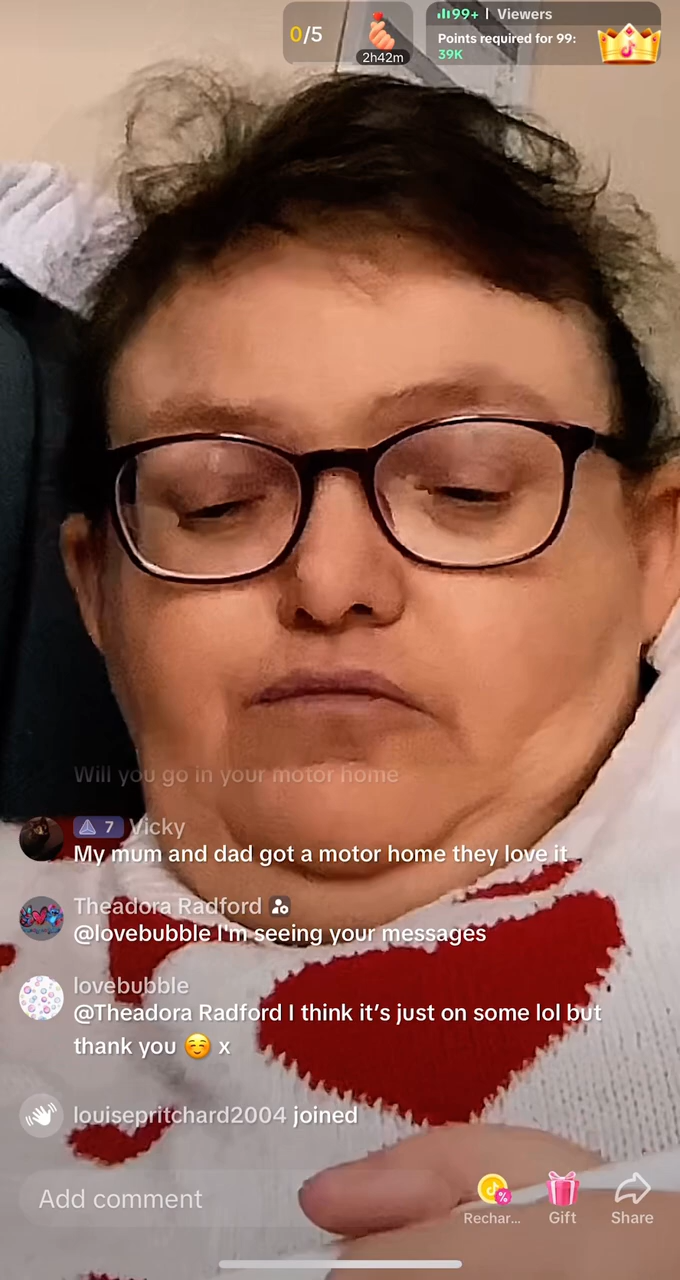 0/5
2h42m
99+ | Viewers
Points required for 99:
39K
Will you go in your motor home
7 Vicky
My mum and dad got a motor home they love it
Theadora Radford
@lovebubble I'm seeing your messages
lovebubble
@Theadora Radford I think it’s just on some lol but
thank you ☺️ x
louisepritchard2004 joined
Add comment
Rechar...
Gift
Share